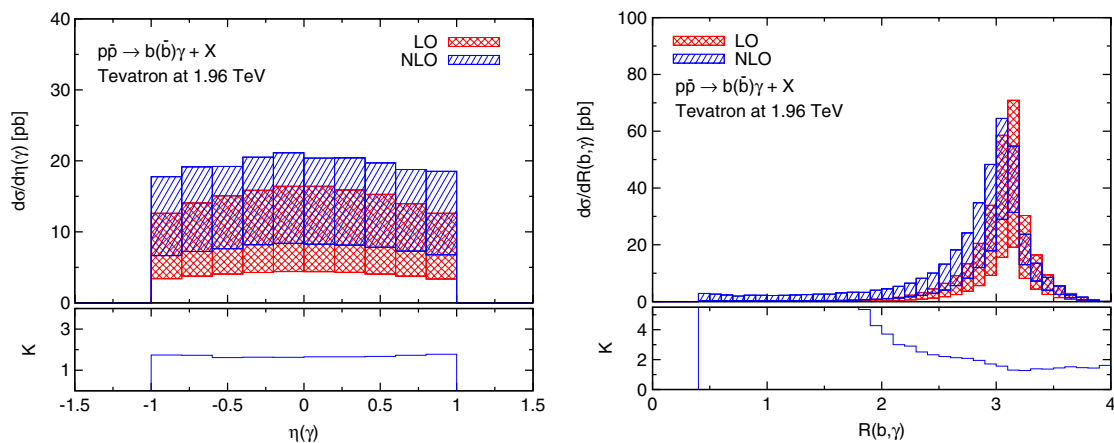 40
30
20
10
0
dσ/dη(γ) [pb]
pp̄ → b(b̄)γ + X
Tevatron at 1.96 TeV
LO
NLO
3
1
K
-1.5 -1 -0.5 0 0.5 1 1.5
η(γ)
100
80
60
40
20
0
dσ/dR(b,γ) [pb]
LO
NLO
pp̄ → b(b̄)γ + X
Tevatron at 1.96 TeV
4
2
0
K
0 1 2 3 4
R(b,γ)